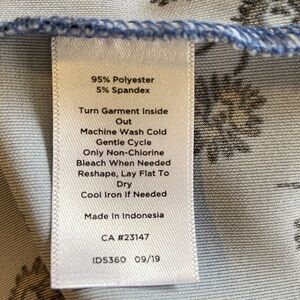 95% Polyester
5% Spandex
Turn Garment Inside
Out
Machine Wash Cold
Gentle Cycle
Only Non-Chlorine
Bleach When Needed
Reshape, Lay Flat To
Dry
Cool Iron If Needed
Made In Indonesia
CA #23147
ID5360 09/19